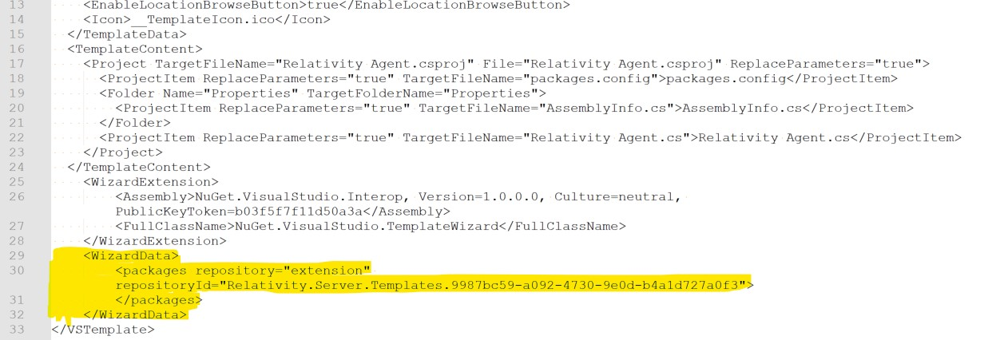 13 <EnableLocationBrowseButton>true</EnableLocationBrowseButton>
14 <Icon>__TemplateIcon.ico</Icon>
15 </TemplateData>
16 <TemplateContent>
17 <Project TargetFileName="Relativity Agent.csproj" File="Relativity Agent.csproj" ReplaceParameters="true">
18 <ProjectItem ReplaceParameters="true" TargetFileName="packages.config">packages.config</ProjectItem>
19 <Folder Name="Properties" TargetFolderName="Properties">
20 <ProjectItem ReplaceParameters="true" TargetFileName="AssemblyInfo.cs">AssemblyInfo.cs</ProjectItem>
21 </Folder>
22 <ProjectItem ReplaceParameters="true" TargetFileName="Relativity Agent.cs">Relativity Agent.cs</ProjectItem>
23 </Project>
24 </TemplateContent>
25 <WizardExtension>
26 <Assembly>NuGet.VisualStudio.Interop, Version=1.0.0.0, Culture=neutral,
PublicKeyToken=b03f5f7f11d50a3a</Assembly>
27 <FullClassName>NuGet.VisualStudio.TemplateWizard</FullClassName>
28 </WizardExtension>
29 <WizardData>
30 <packages repository="extension"
repositoryId="Relativity.Server.Templates.9987bc59-a092-4730-9e0d-b4a1d727a0f3">
31 </packages>
32 </WizardData>
33 </VSTemplate>